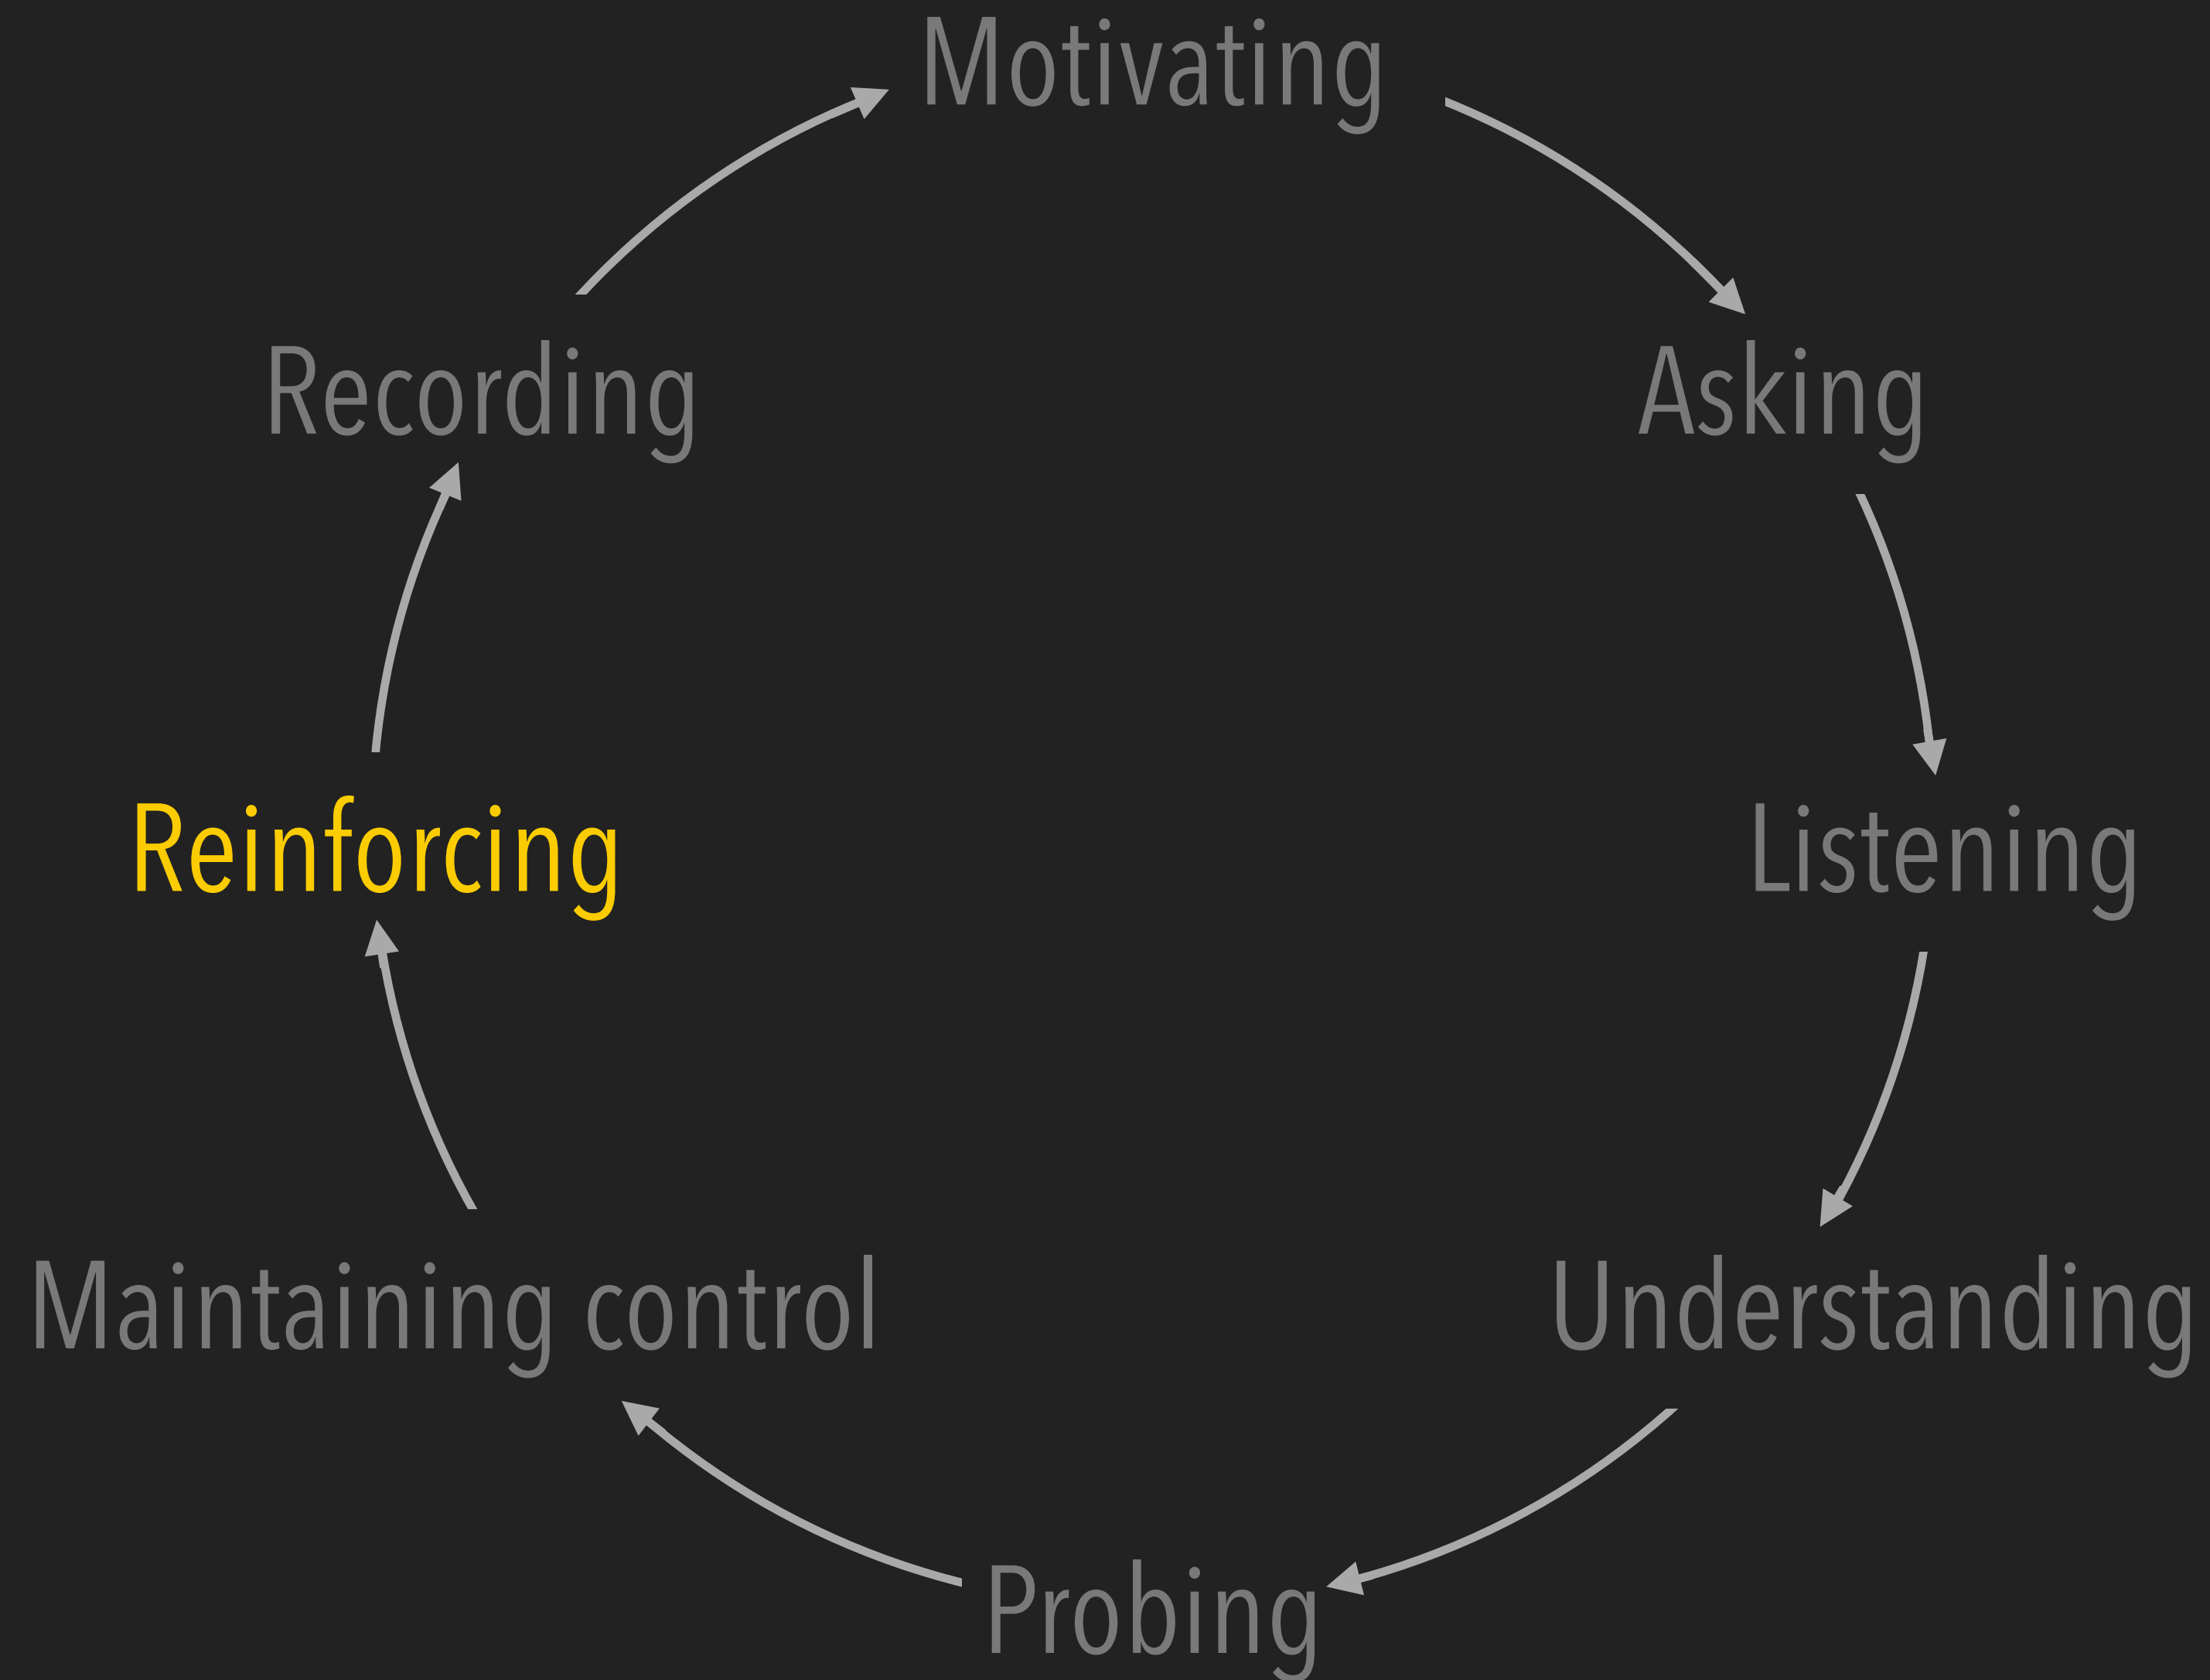 Motivating
Asking
Listening
Understanding
Probing
Maintaining control
Reinforcing
Recording